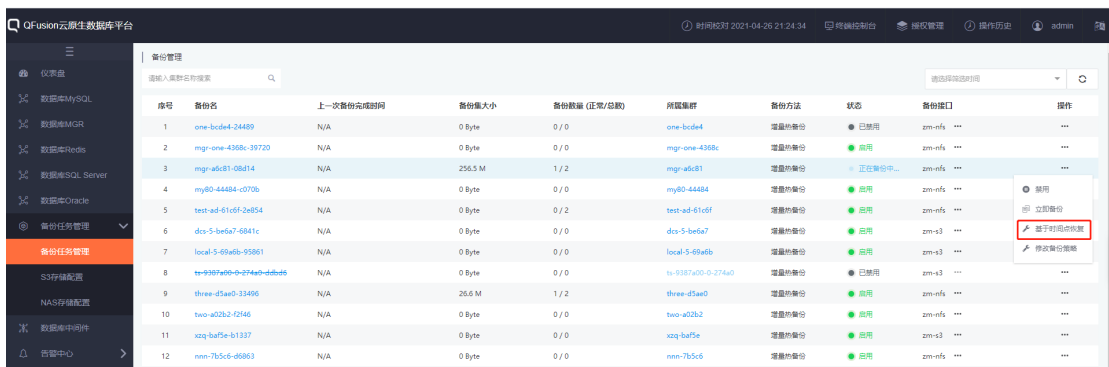 QFusion云原生数据库平台
时间校对 2021-04-26 21:24:34 终端控制台 授权管理 操作历史 admin
仪表盘
数据库MySQL
数据库MGR
数据库Redis
数据库SQL Server
数据库Oracle
备份任务管理
备份任务管理
S3存储配置
NAS存储配置
数据库中间件
告警中心
备份管理
请输入集群名称搜索 请选择筛选时间
序号 备份名 上一次备份完成时间 备份集大小 备份数量 (正常/总数) 所属集群 备份方法 状态 备份接口 操作
1 one-bcde4-24489 N/A 0 Byte 0 / 0 one-bcde4 增量热备份 已禁用 zm-nfs ••• •••
2 mgr-one-4368c-39720 N/A 0 Byte 0 / 0 mgr-one-4368c 增量热备份 启用 zm-nfs ••• •••
3 mgr-a6c81-08d14 N/A 256.5 M 1 / 2 mgr-a6c81 增量热备份 正在备份中... zm-nfs ••• •••
4 my80-44484-c070b N/A 0 Byte 0 / 0 my80-44484 增量热备份 启用 zm-nfs •••
5 test-ad-61c6f-2e854 N/A 0 Byte 0 / 2 test-ad-61c6f 增量热备份 启用 zm-nfs •••
6 dcs-5-be6a7-6841c N/A 0 Byte 0 / 0 dcs-5-be6a7 增量热备份 启用 zm-s3 •••
7 local-5-69a6b-95861 N/A 0 Byte 0 / 0 local-5-69a6b 增量热备份 启用 zm-s3 •••
8 ts-9387a00-0-274a0-ddbd6 N/A 0 Byte 0 / 0 ts-9387a00-0-274a0 增量热备份 已禁用 zm-s3 ••• •••
9 three-d5ae0-33496 N/A 26.6 M 1 / 2 three-d5ae0 增量热备份 启用 zm-nfs ••• •••
10 two-a02b2-f2f46 N/A 0 Byte 0 / 0 two-a02b2 增量热备份 启用 zm-nfs ••• •••
11 xzq-baf5e-b1337 N/A 0 Byte 0 / 0 xzq-baf5e 增量热备份 启用 zm-s3 ••• •••
12 nnn-7b5c6-d6863 N/A 0 Byte 0 / 0 nnn-7b5c6 增量热备份 启用 zm-nfs ••• •••
禁用
立即备份
基于时间点恢复
修改备份策略